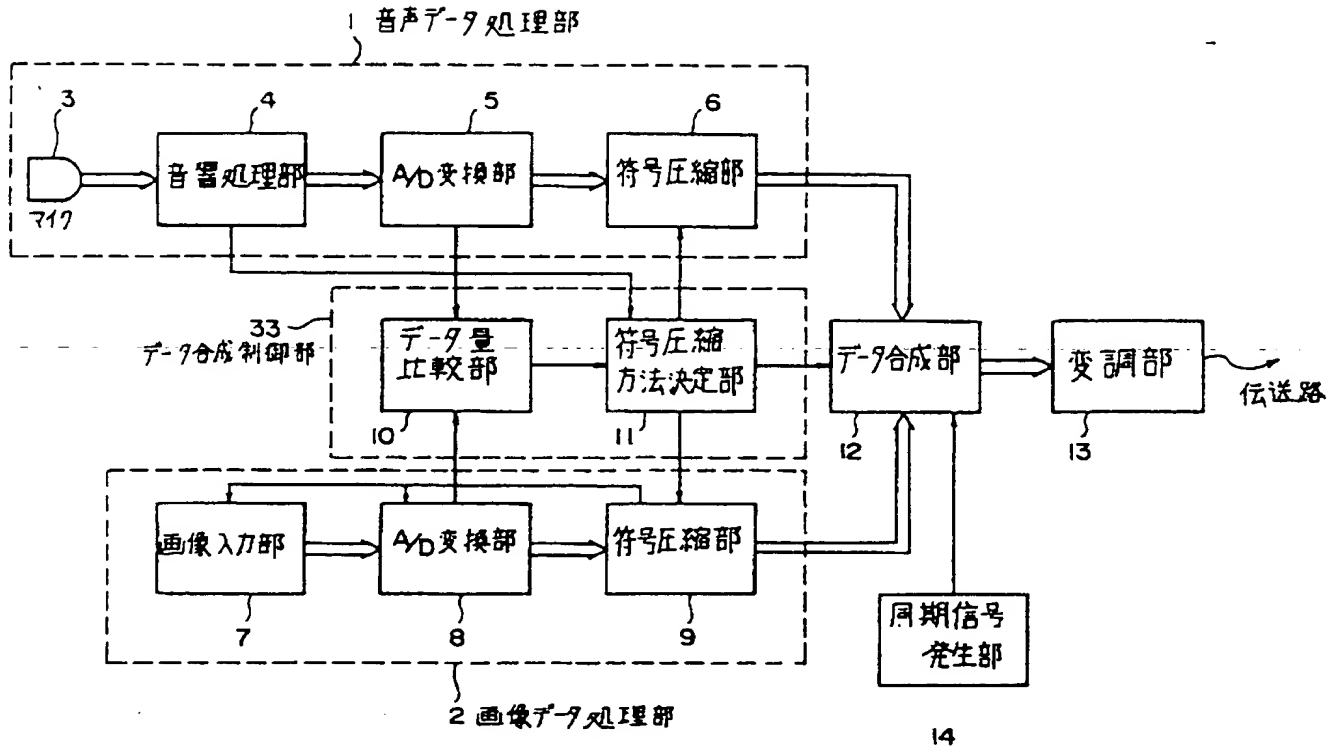 1 音声データ処理部
3
4
5
6
マイク
音響処理部
A/D変換部
符号圧縮部
33
データ合成制御部
データ量
比較部
10
符号圧縮
方法決定部
11
データ合成部
12
変調部
13
伝送路
画像入力部
7
A/D変換部
8
符号圧縮部
9
同期信号
発生部
14
2 画像データ処理部